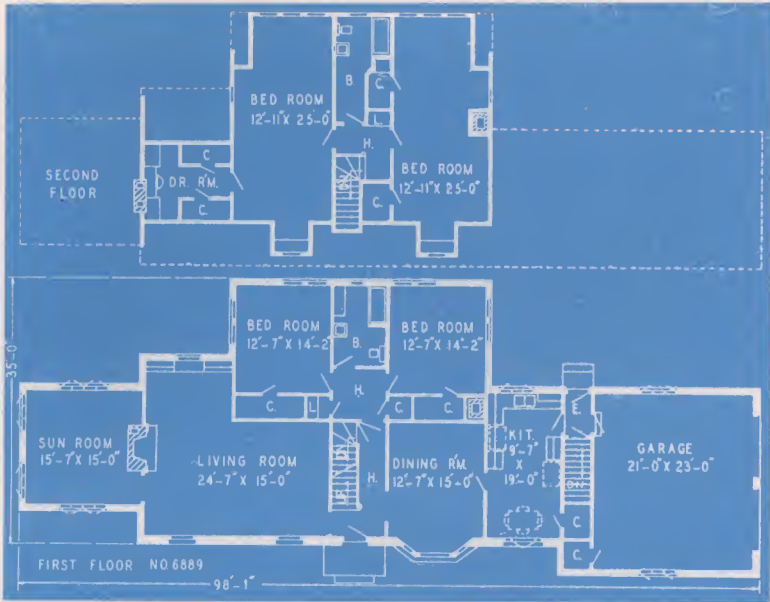 BED ROOM
12'-11" X 25'-0"
B.
C.
L.
H.
BED ROOM
12'-11" X 25'-0"
C.
SECOND
FLOOR
C.
DR. R'M.
C.
35'-0
BED ROOM
12'-7" X 14'-2"
B.
BED ROOM
12'-7" X 14'-2"
C.
L
H.
C.
C.
SUN ROOM
15'-7" X 15'-0"
LIVING ROOM
24'-7" X 15'-0"
H.
DINING R'M.
12'-7" X 15'-0"
KIT.
9'-7"
X
19'-0"
E.
DN
C.
C.
GARAGE
21'-0" X 23'-0"
FIRST FLOOR NO.6889
98'-1"